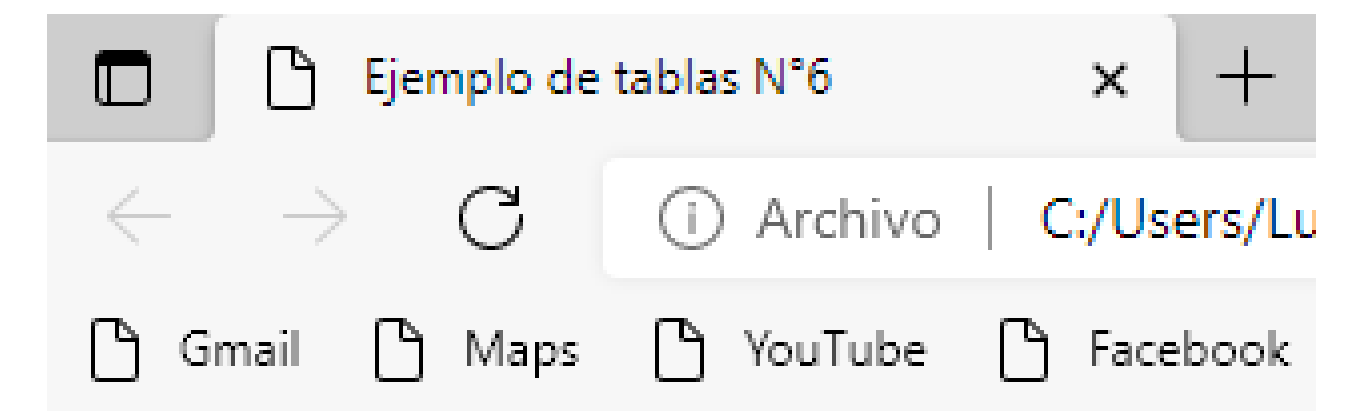 Ejemplo de tablas N°6
Archivo | C:/Users/Lu
Gmail Maps YouTube Facebook